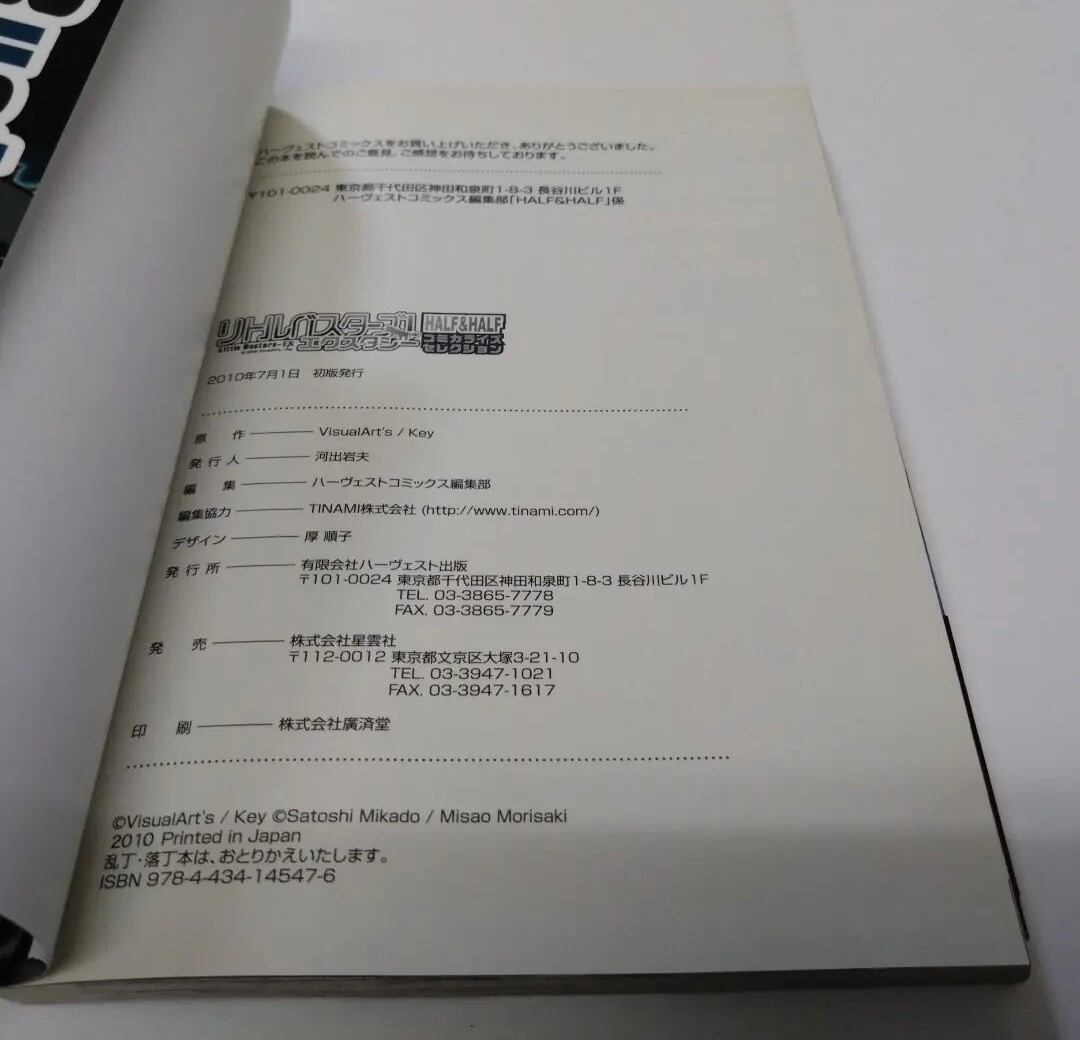 ハーヴェストコミックスをお買い上げいただき、ありがとうございました。
この本を読んでのご意見、ご感想をお待ちしております。
〒101-0024 東京都千代田区神田和泉町1-8-3 長谷川ビル1F
ハーヴェストコミックス編集部「HALF&HALF」係
リトルバスターズ! HALF&HALF
Little Busters-EX エクスタシー コミカライズ
セレクション
2010年7月1日 初版発行
原 作 VisualArt's / Key
発 行 人 河出岩夫
編 集 ハーヴェストコミックス編集部
編集協力 TINAMI株式会社 (http://www.tinami.com/)
デザイン 厚 順子
発 行 所 有限会社ハーヴェスト出版
〒101-0024 東京都千代田区神田和泉町1-8-3 長谷川ビル1F
TEL. 03-3865-7778
FAX. 03-3865-7779
発 売 株式会社星雲社
〒112-0012 東京都文京区大塚3-21-10
TEL. 03-3947-1021
FAX. 03-3947-1617
印 刷 株式会社廣済堂
©VisualArt's / Key ©Satoshi Mikado / Misao Morisaki
2010 Printed in Japan
乱丁・落丁本は、おとりかえいたします。
ISBN 978-4-434-14547-6